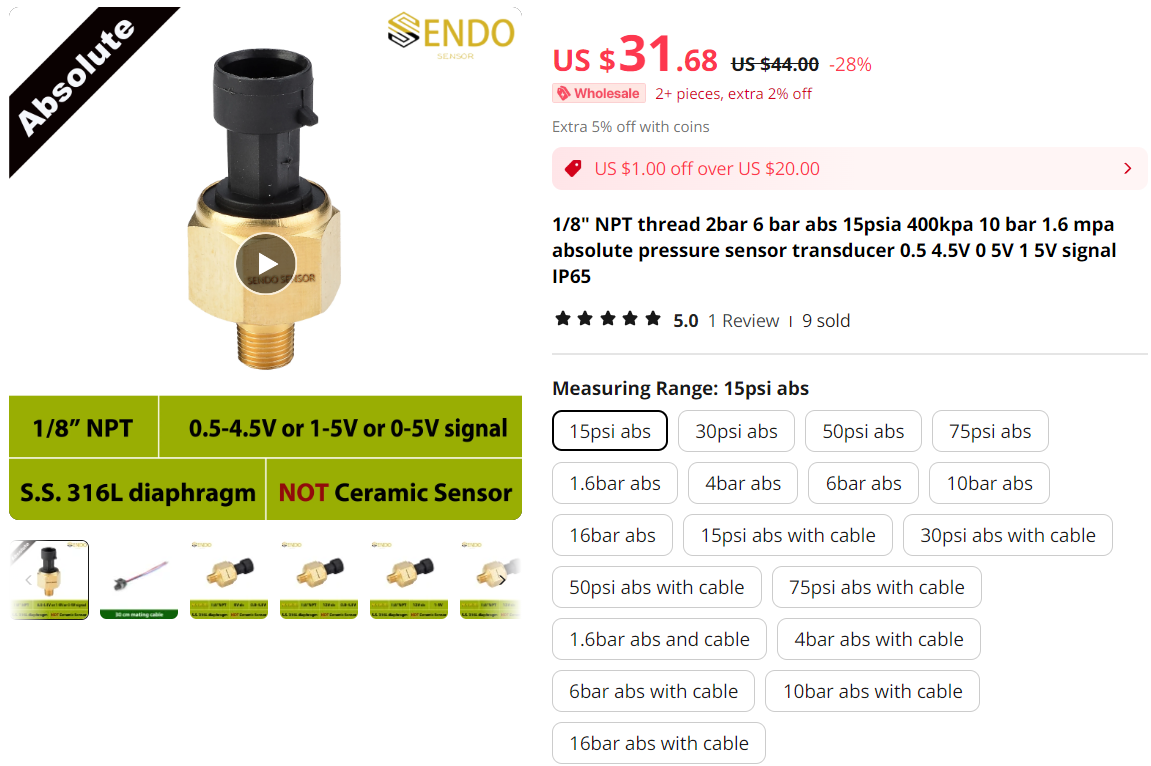 Absolute
SENDO
SENSOR
SENDO SENSOR
1/8” NPT
0.5-4.5V or 1-5V or 0-5V signal
S.S. 316L diaphragm
NOT Ceramic Sensor
30 cm mating cable
US $31.68 US $44.00 -28%
Wholesale 2+ pieces, extra 2% off
Extra 5% off with coins
US $1.00 off over US $20.00
1/8" NPT thread 2bar 6 bar abs 15psia 400kpa 10 bar 1.6 mpa
absolute pressure sensor transducer 0.5 4.5V 0 5V 1 5V signal
IP65
5.0 1 Review 9 sold
Measuring Range: 15psi abs
15psi abs 30psi abs 50psi abs 75psi abs
1.6bar abs 4bar abs 6bar abs 10bar abs
16bar abs 15psi abs with cable 30psi abs with cable
50psi abs with cable 75psi abs with cable
1.6bar abs and cable 4bar abs with cable
6bar abs with cable 10bar abs with cable
16bar abs with cable